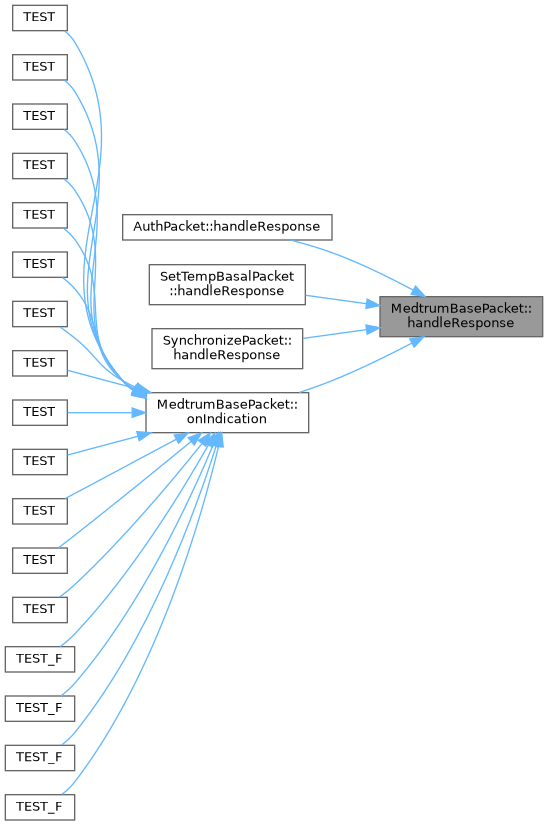 TEST
TEST
TEST
TEST
TEST
TEST
TEST
TEST
TEST
TEST
TEST
TEST
TEST
TEST_F
TEST_F
TEST_F
TEST_F
AuthPacket::handleResponse
SetTempBasalPacket
::handleResponse
SynchronizePacket::
handleResponse
MedtrumBasePacket::
onIndication
MedtrumBasePacket::
handleResponse